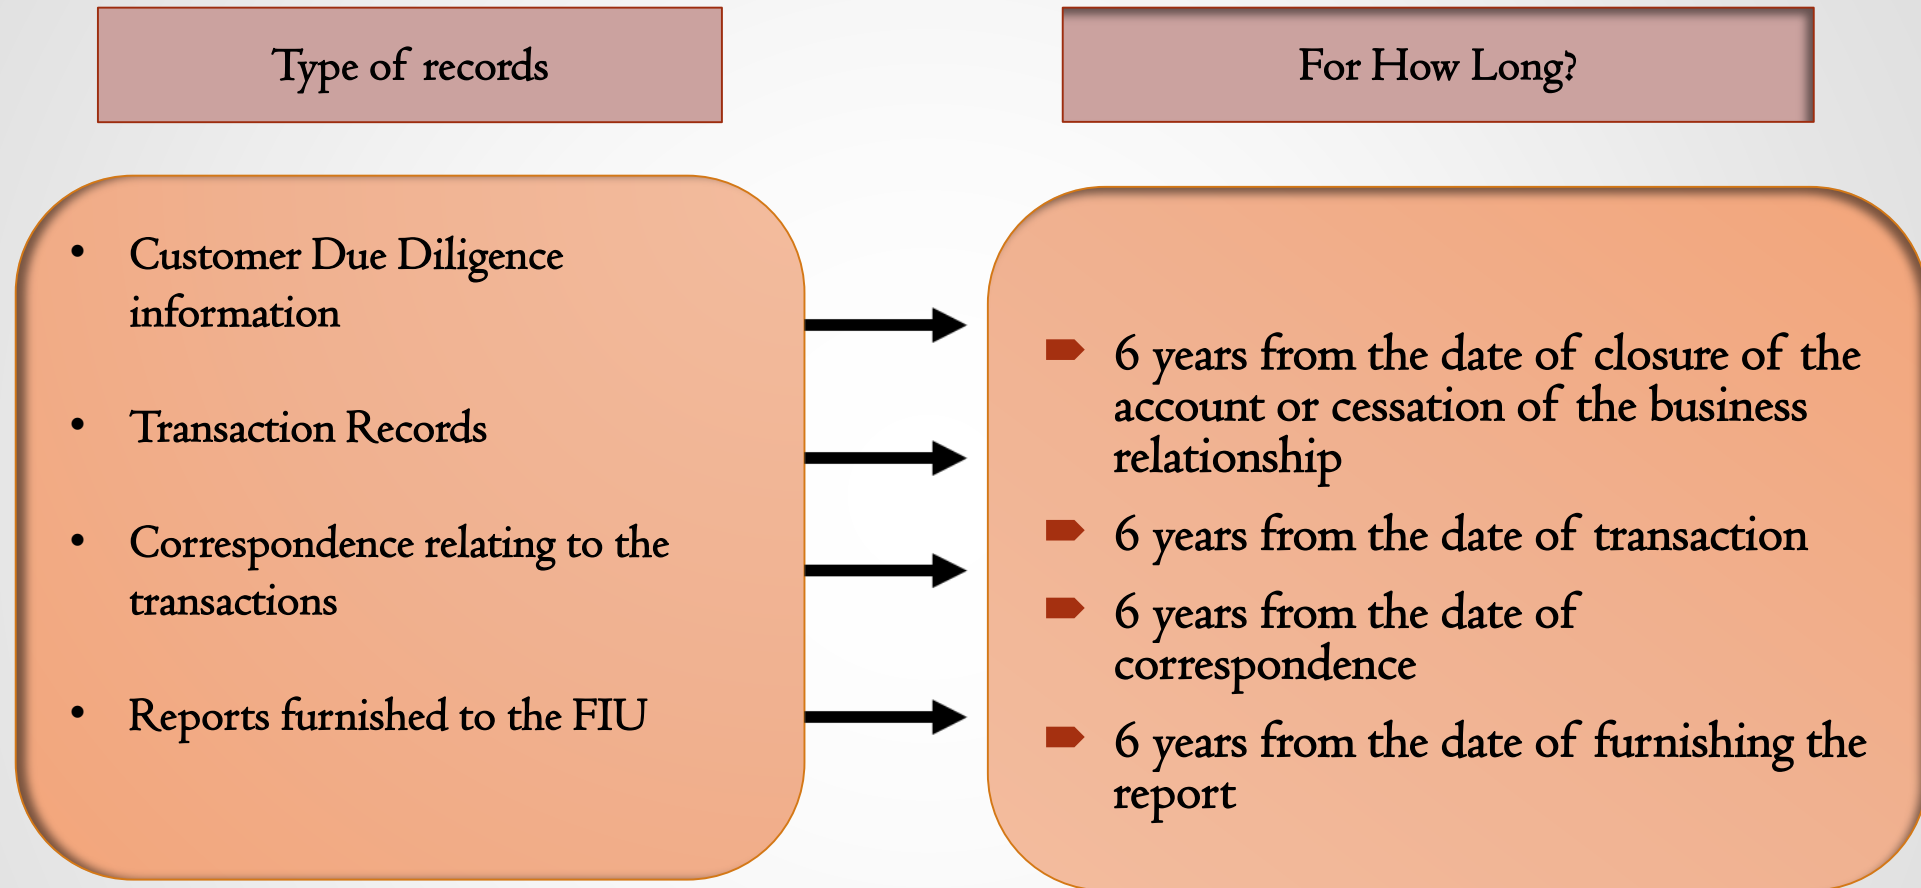 Type of records
For How Long?
• Customer Due Diligence
information
• Transaction Records
• Correspondence relating to the
transactions
• Reports furnished to the FIU
6 years from the date of closure of the
account or cessation of the business
relationship
6 years from the date of transaction
6 years from the date of
correspondence
6 years from the date of furnishing the
report